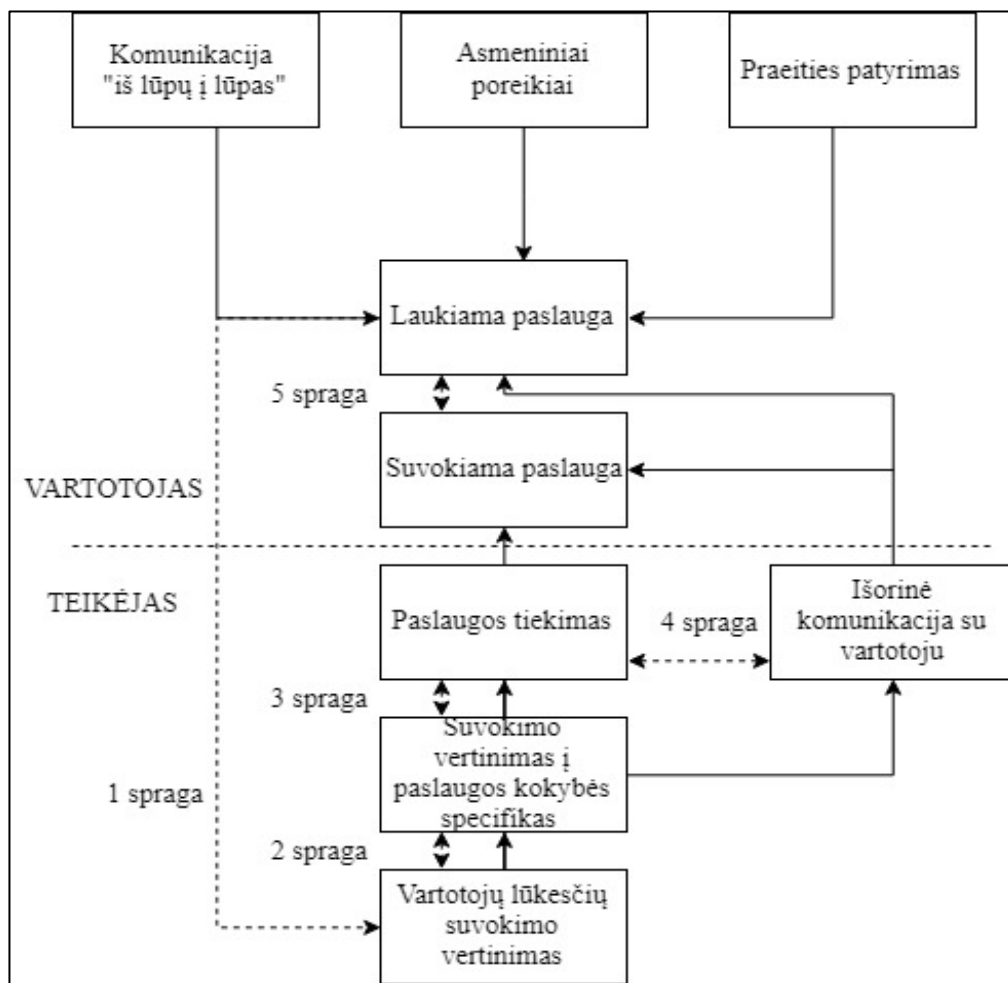 Komunikacija
"iš lūpų į lūpas"
Asmeniniai
poreikiai
Praeities patyrimas
Laukiama paslauga
5 spraga
Suvokiama paslauga
VARTOTOJAS
TEIKĖJAS
Paslaugos tiekimas
4 spraga
Išorinė
komunikacija su
vartotoju
3 spraga
Suvokimo
vertinimas į
paslaugos kokybės
specifikas
1 spraga
2 spraga
Vartotojų lūkesčių
suvokimo
vertinimas